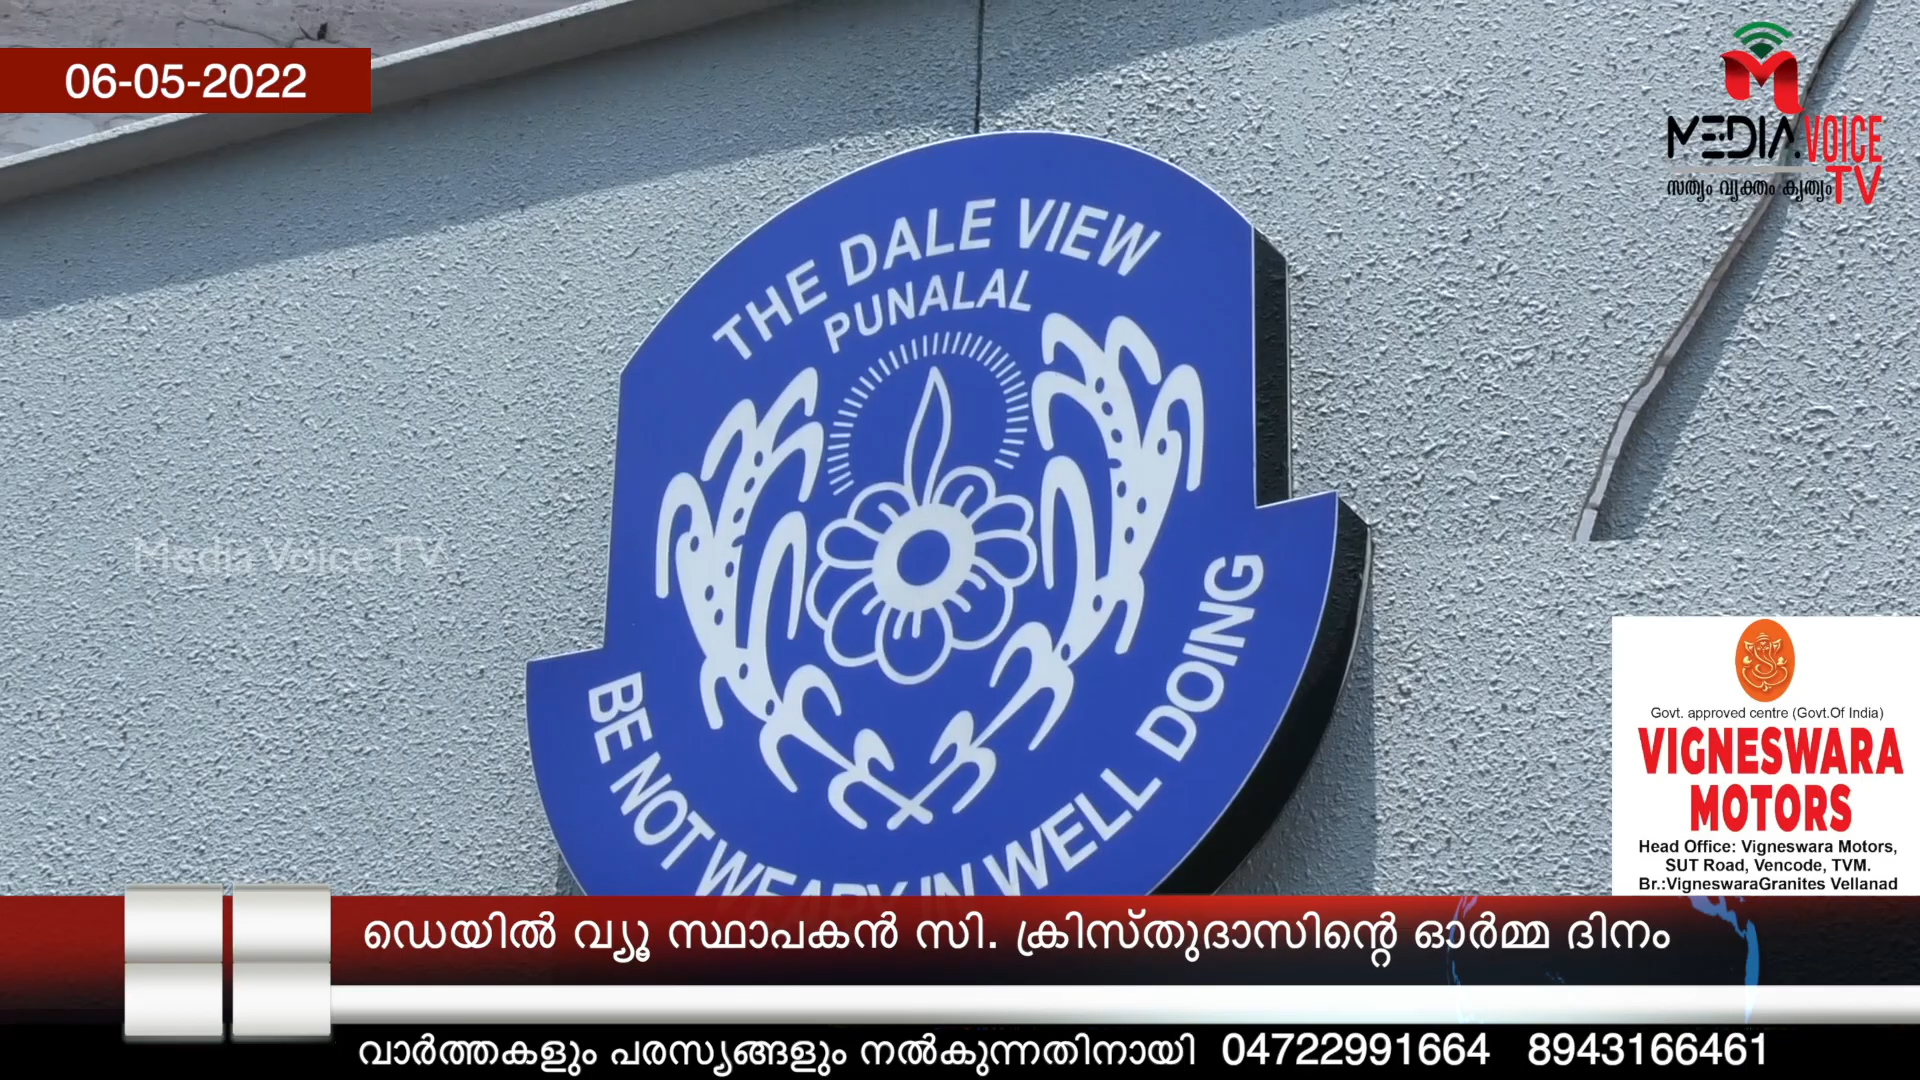 06-05-2022
MEDIA VOICE
TV
സത്യം വ്യക്തം കൃത്യം
THE DALE VIEW
PUNALAL
BE NOT WEARY IN WELL DOING
Media Voice TV
Govt. approved centre (Govt.Of India)
VIGNESWARA
MOTORS
Head Office: Vigneswara Motors,
SUT Road, Vencode, TVM.
Br.:VigneswaraGranites Vellanad
ഡെയിൽ വ്യൂ സ്ഥാപകൻ സി. ക്രിസ്തുദാസിന്റെ ഓർമ്മ ദിനം
വാർത്തകളും പരസ്യങ്ങളും നൽകുന്നതിനായി 04722991664 8943166461